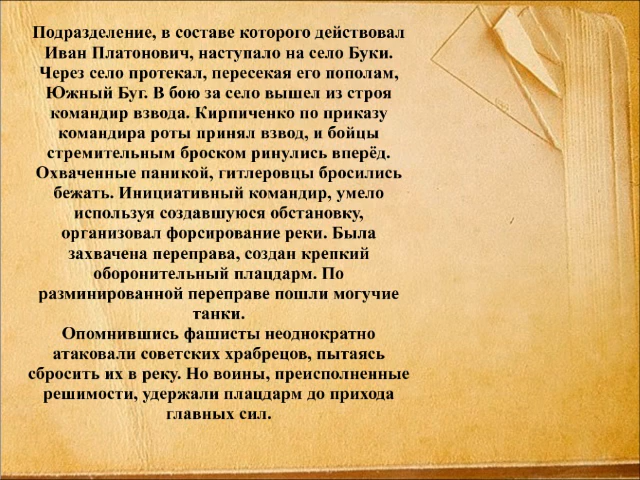 Подразделение, в составе которого действовал
Иван Платонович, наступало на село Буки.
Через село протекал, пересекая его пополам,
Южный Буг. В бою за село вышел из строя
командир взвода. Кирпиченко по приказу
командира роты принял взвод, и бойцы
стремительным броском ринулись вперёд.
Охваченные паникой, гитлеровцы бросились
бежать. Инициативный командир, умело
используя создавшуюся обстановку,
организовал форсирование реки. Была
захвачена переправа, создан крепкий
оборонительный плацдарм. По
разминированной переправе пошли могучие
танки.
Опомнившись фашисты неоднократно
атаковали советских храбрецов, пытаясь
сбросить их в реку. Но воины, преисполненные
решимости, удержали плацдарм до прихода
главных сил.